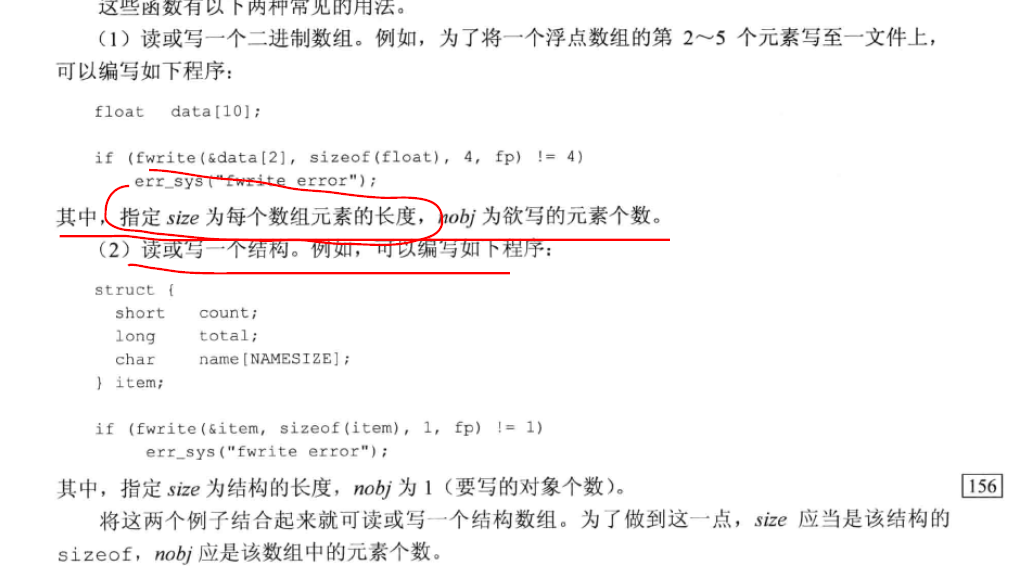 这些函数有以下两种常见的用法。
（1）读或写一个二进制数组。例如，为了将一个浮点数组的第 2～5 个元素写至一文件上，
可以编写如下程序：
float data[10];
if (fwrite(&data[2], sizeof(float), 4, fp) != 4)
err_sys("fwrite error");
其中，指定 size 为每个数组元素的长度，nobj 为欲写的元素个数。
（2）读或写一个结构。例如，可以编写如下程序：
struct {
short count;
long total;
char name[NAMESIZE];
} item;
if (fwrite(&item, sizeof(item), 1, fp) != 1)
err_sys("fwrite error");
其中，指定 size 为结构的长度，nobj 为 1（要写的对象个数）。
156
将这两个例子结合起来就可读或写一个结构数组。为了做到这一点，size 应当是该结构的
sizeof，nobj 应是该数组中的元素个数。